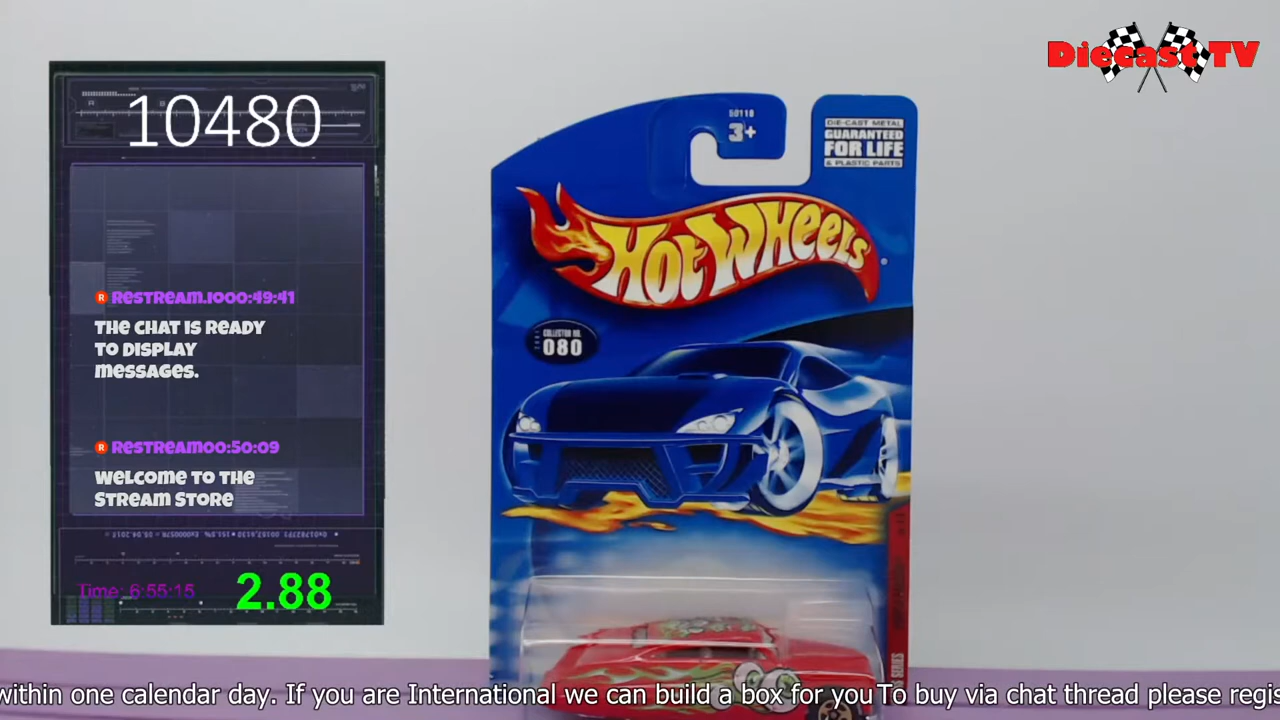 Diecast TV
10480
Restream.1000:49:41
The chat is ready
to display
messages.
Restream00:50:09
Welcome to the
Stream Store
Time: 6:55:15
2.88
50110
3+
DIE-CAST METAL
GUARANTEED
FOR LIFE
& PLASTIC PARTS
HOT WHEELS
COLLECTOR NO.
080
SERIES
within one calendar day. If you are International we can build a box for you To buy via chat thread please regis